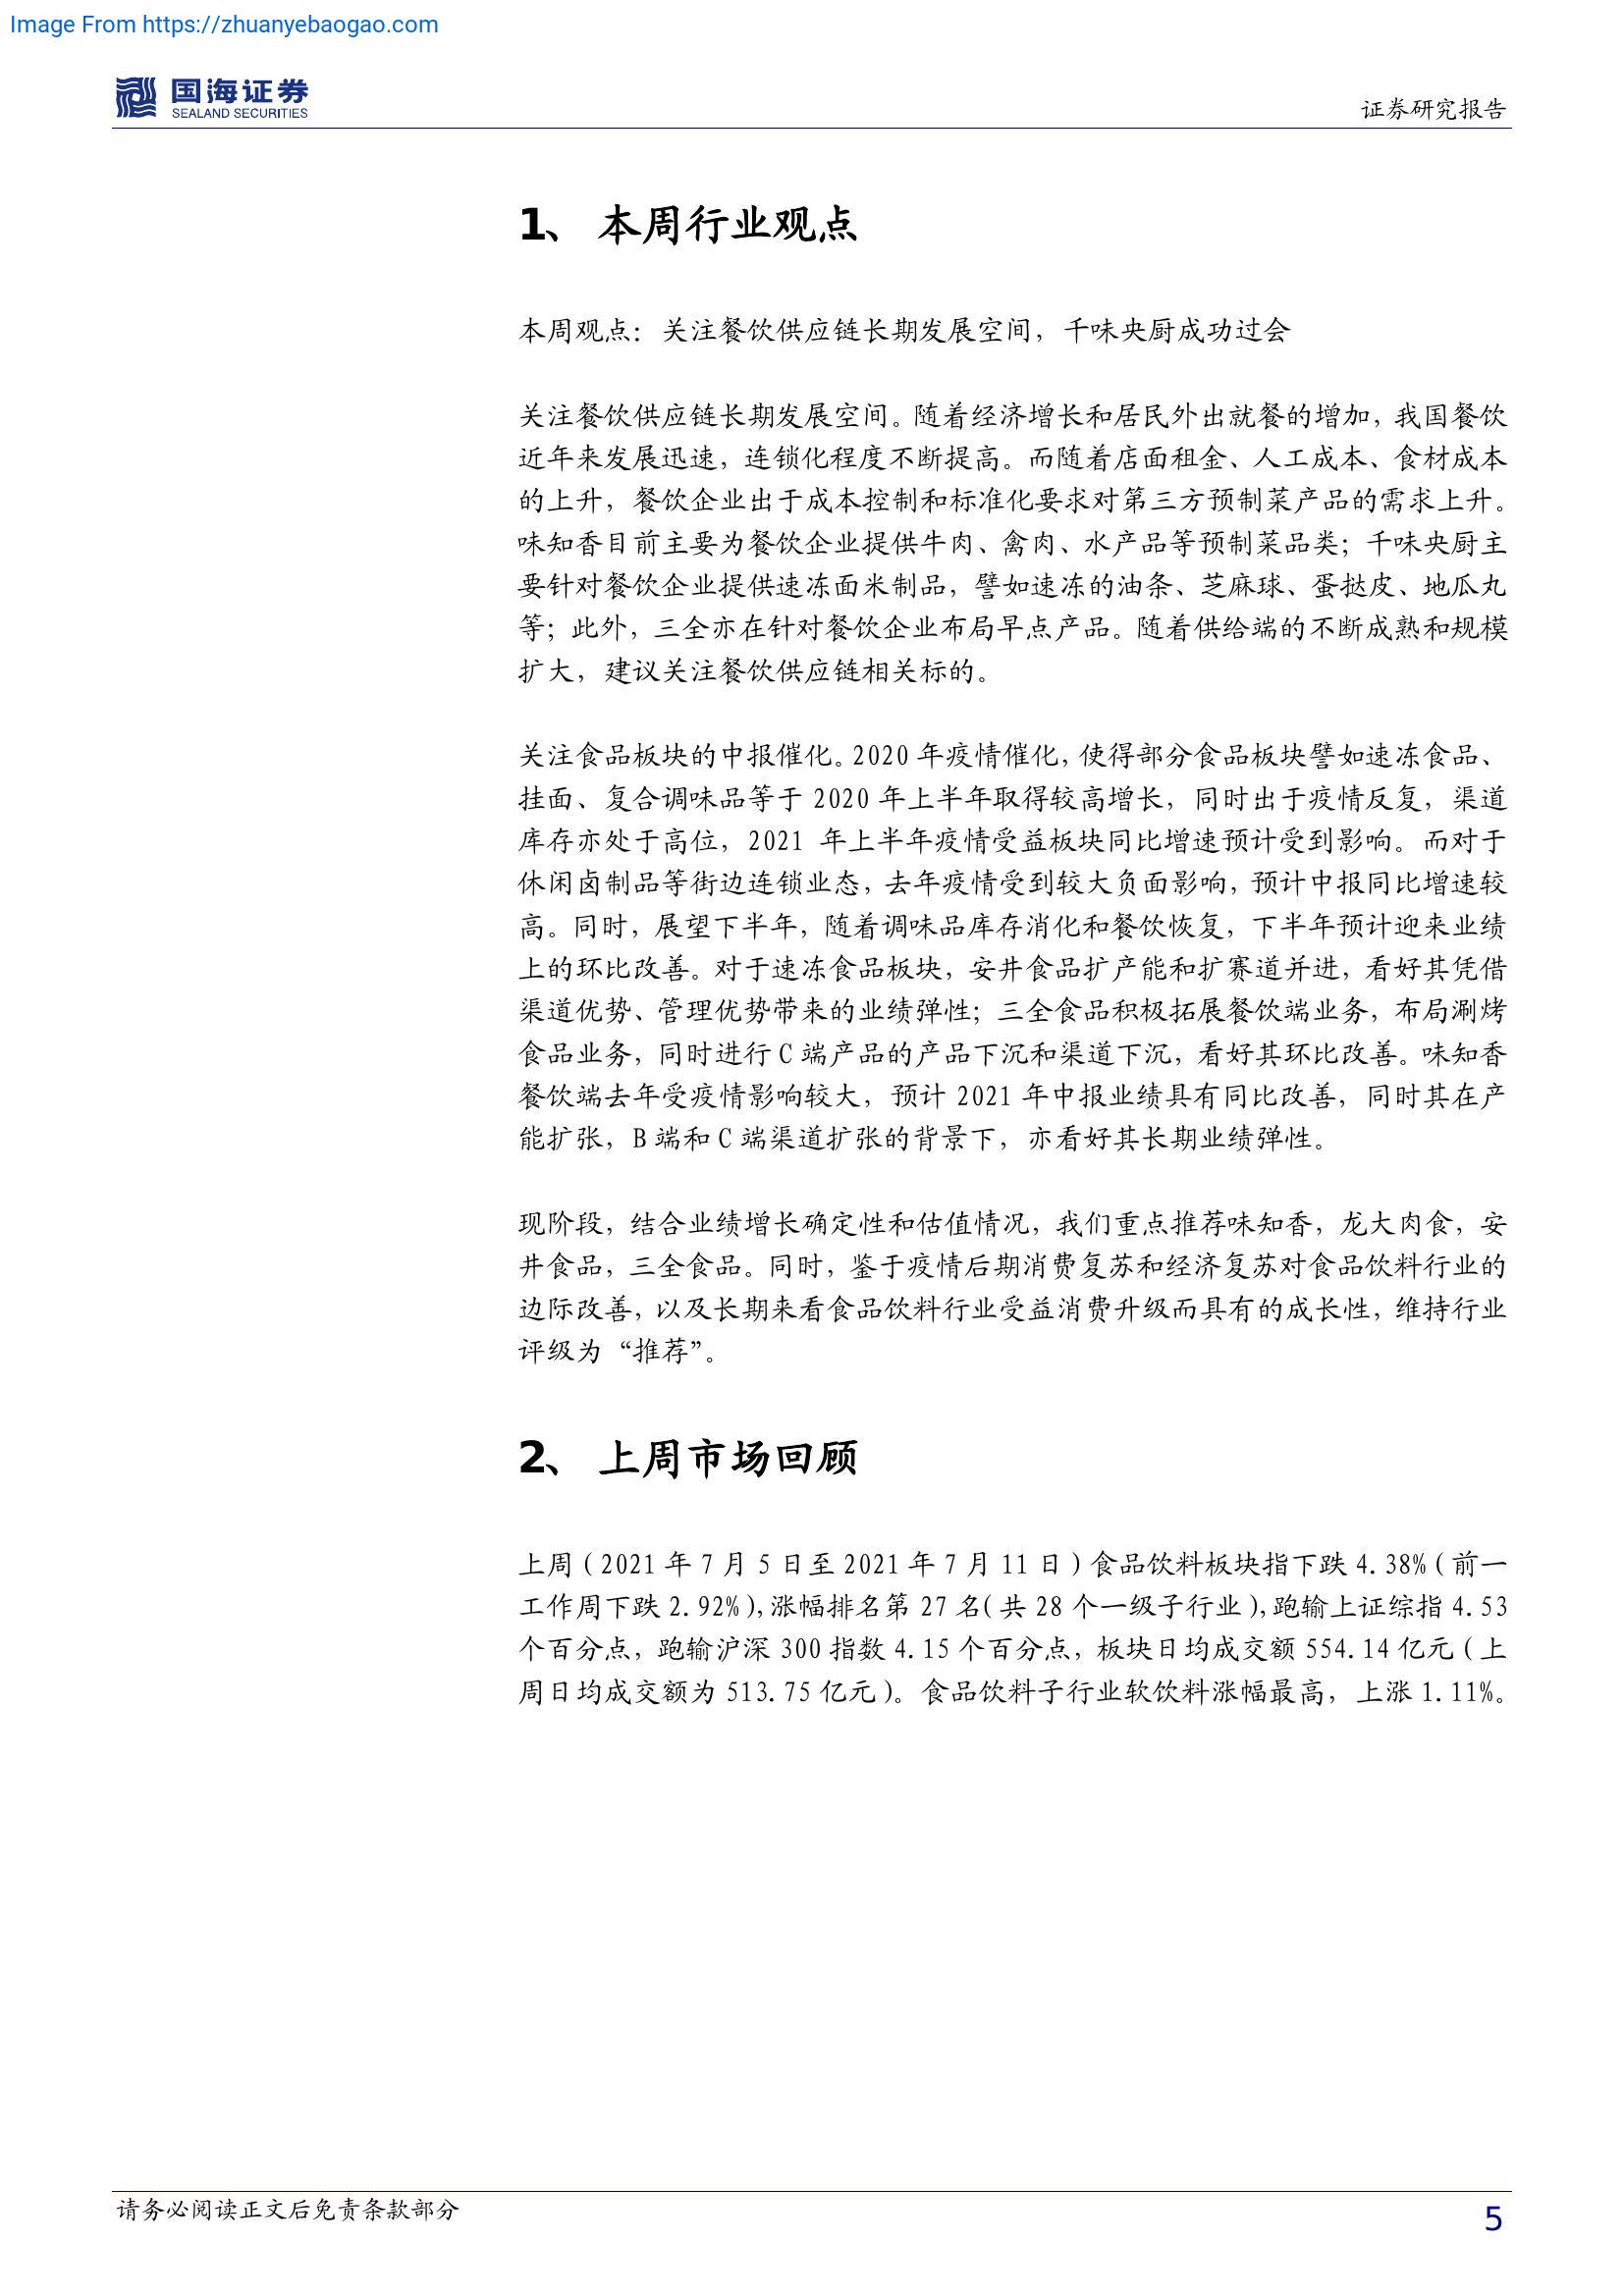 Image From https://zhuanyebaogao.com
国海证券
SEALAND SECURITIES
证券研究报告
1、 本周行业观点
本周观点：关注餐饮供应链长期发展空间，千味央厨成功过会
关注餐饮供应链长期发展空间。随着经济增长和居民外出就餐的增加，我国餐饮
近年来发展迅速，连锁化程度不断提高。而随着店面租金、人工成本、食材成本
的上升，餐饮企业出于成本控制和标准化要求对第三方预制菜产品的需求上升。
味知香目前主要为餐饮企业提供牛肉、禽肉、水产品等预制菜品类；千味央厨主
要针对餐饮企业提供速冻面米制品，譬如速冻的油条、芝麻球、蛋挞皮、地瓜丸
等；此外，三全亦在针对餐饮企业布局早点产品。随着供给端的不断成熟和规模
扩大，建议关注餐饮供应链相关标的。
关注食品板块的中报催化。2020 年疫情催化，使得部分食品板块譬如速冻食品、
挂面、复合调味品等于 2020 年上半年取得较高增长，同时出于疫情反复，渠道
库存亦处于高位，2021 年上半年疫情受益板块同比增速预计受到影响。而对于
休闲卤制品等街边连锁业态，去年疫情受到较大负面影响，预计中报同比增速较
高。同时，展望下半年，随着调味品库存消化和餐饮恢复，下半年预计迎来业绩
上的环比改善。对于速冻食品板块，安井食品扩产能和扩赛道并进，看好其凭借
渠道优势、管理优势带来的业绩弹性；三全食品积极拓展餐饮端业务，布局涮烤
食品业务，同时进行 C 端产品的产品下沉和渠道下沉，看好其环比改善。味知香
餐饮端去年受疫情影响较大，预计 2021 年中报业绩具有同比改善，同时其在产
能扩张，B 端和 C 端渠道扩张的背景下，亦看好其长期业绩弹性。
现阶段，结合业绩增长确定性和估值情况，我们重点推荐味知香，龙大肉食，安
井食品，三全食品。同时，鉴于疫情后期消费复苏和经济复苏对食品饮料行业的
边际改善，以及长期来看食品饮料行业受益消费升级而具有的成长性，维持行业
评级为“推荐”。
2、 上周市场回顾
上周（2021 年 7 月 5 日至 2021 年 7 月 11 日）食品饮料板块指下跌 4.38%（前一
工作周下跌 2.92%），涨幅排名第 27 名（共 28 个一级子行业），跑输上证综指 4.53
个百分点，跑输沪深 300 指数 4.15 个百分点，板块日均成交额 554.14 亿元（上
周日均成交额为 513.75 亿元）。食品饮料子行业软饮料涨幅最高，上涨 1.11%。
请务必阅读正文后免责条款部分
5